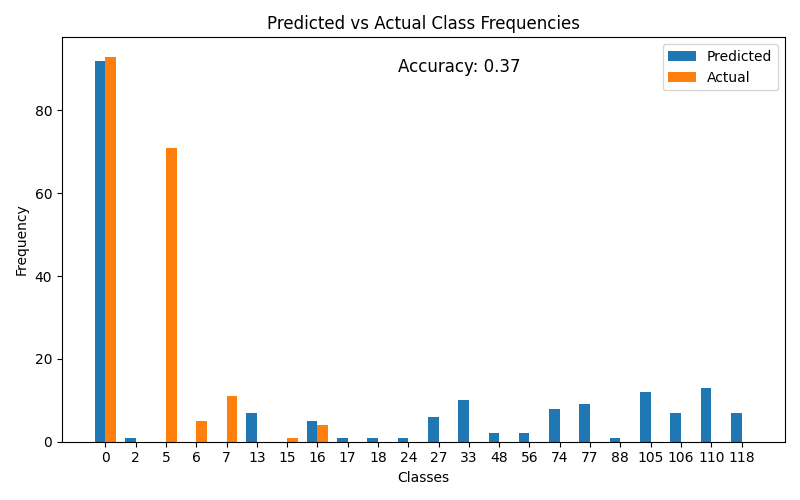 Predicted vs Actual Class Frequencies
Accuracy: 0.37
Predicted
Actual
Frequency
80
60
40
20
0
0 2 5 6 7 13 15 16 17 18 24 27 33 48 56 74 77 88 105 106 110 118
Classes